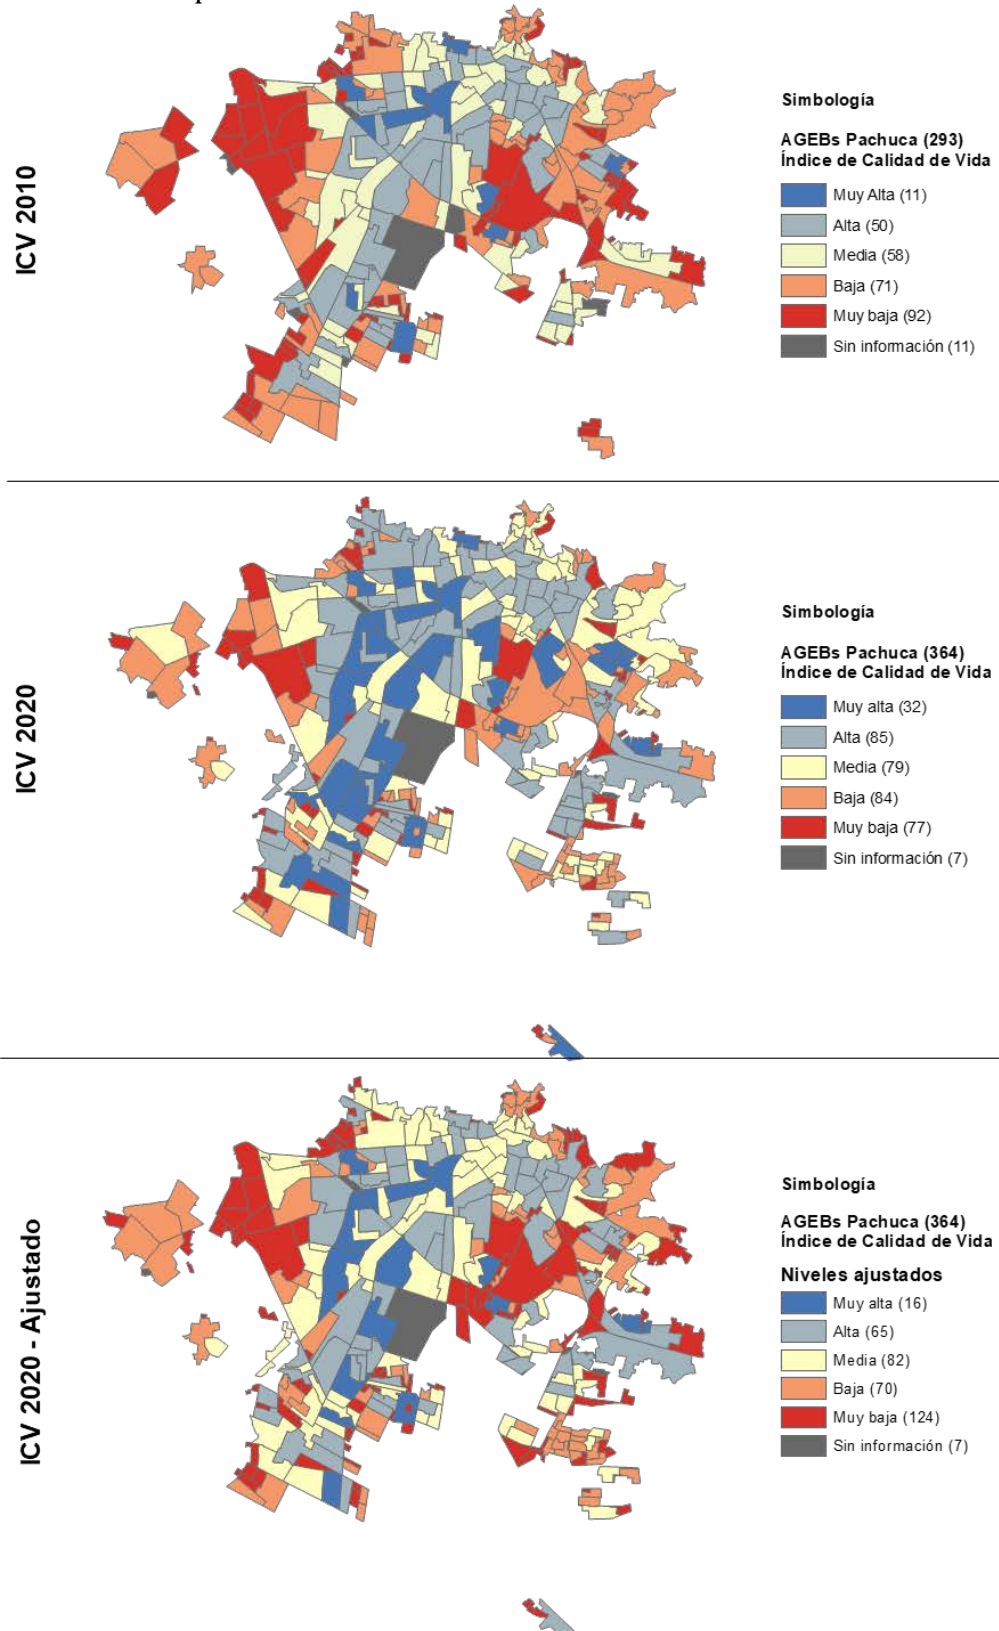 ICV 2010
Simbología
AGEBs Pachuca (293)
Índice de Calidad de Vida
Muy Alta (11)
Alta (50)
Media (58)
Baja (71)
Muy baja (92)
Sin información (11)
ICV 2020
Simbología
AGEBs Pachuca (364)
Índice de Calidad de Vida
Muy alta (32)
Alta (85)
Media (79)
Baja (84)
Muy baja (77)
Sin información (7)
ICV 2020 - Ajustado
Simbología
AGEBs Pachuca (364)
Índice de Calidad de Vida
Niveles ajustados
Muy alta (16)
Alta (65)
Media (82)
Baja (70)
Muy baja (124)
Sin información (7)